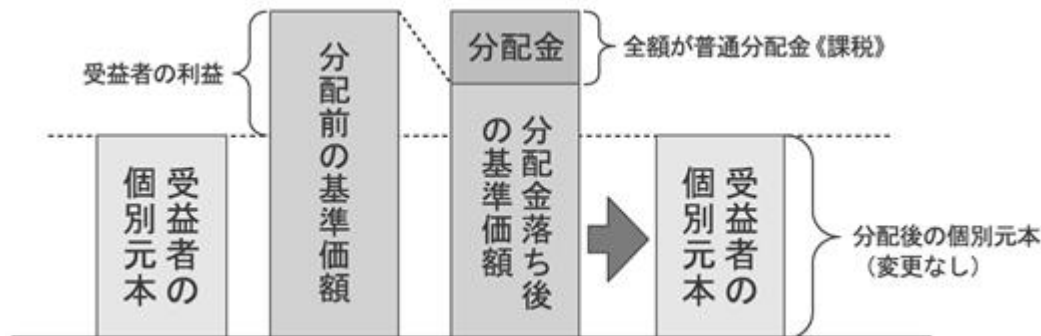 受益者の利益
受益者の
個別元本
分配前の基準価額
分配金
全額が普通分配金《課税》
分配金落ち後
の基準価額
受益者の
個別元本
分配後の個別元本
（変更なし）